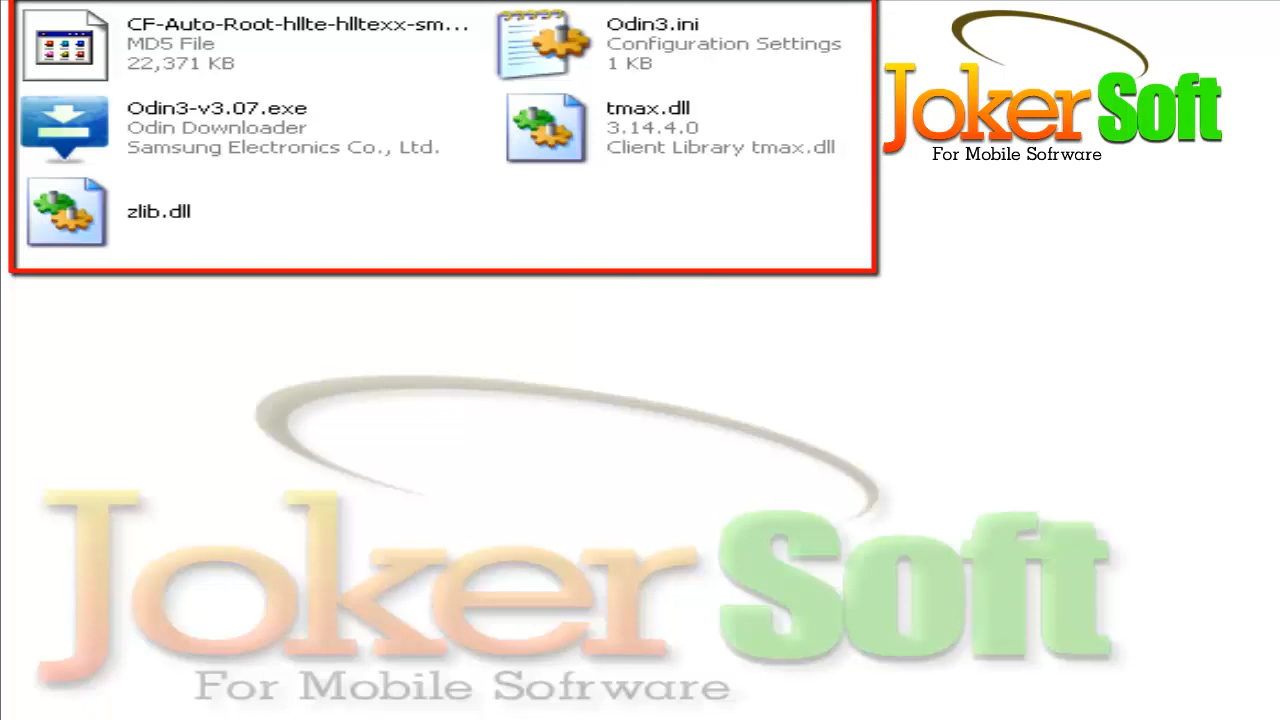 CF-Auto-Root-hllte-hlltexx-sm...
MD5 File
22,371 KB
Odin3.ini
Configuration Settings
1 KB
Odin3-v3.07.exe
Odin Downloader
Samsung Electronics Co., Ltd.
tmax.dll
3.14.4.0
Client Library tmax.dll
zlib.dll
JokerSoft
For Mobile Sofrware
JokerSoft
For Mobile Sofrware